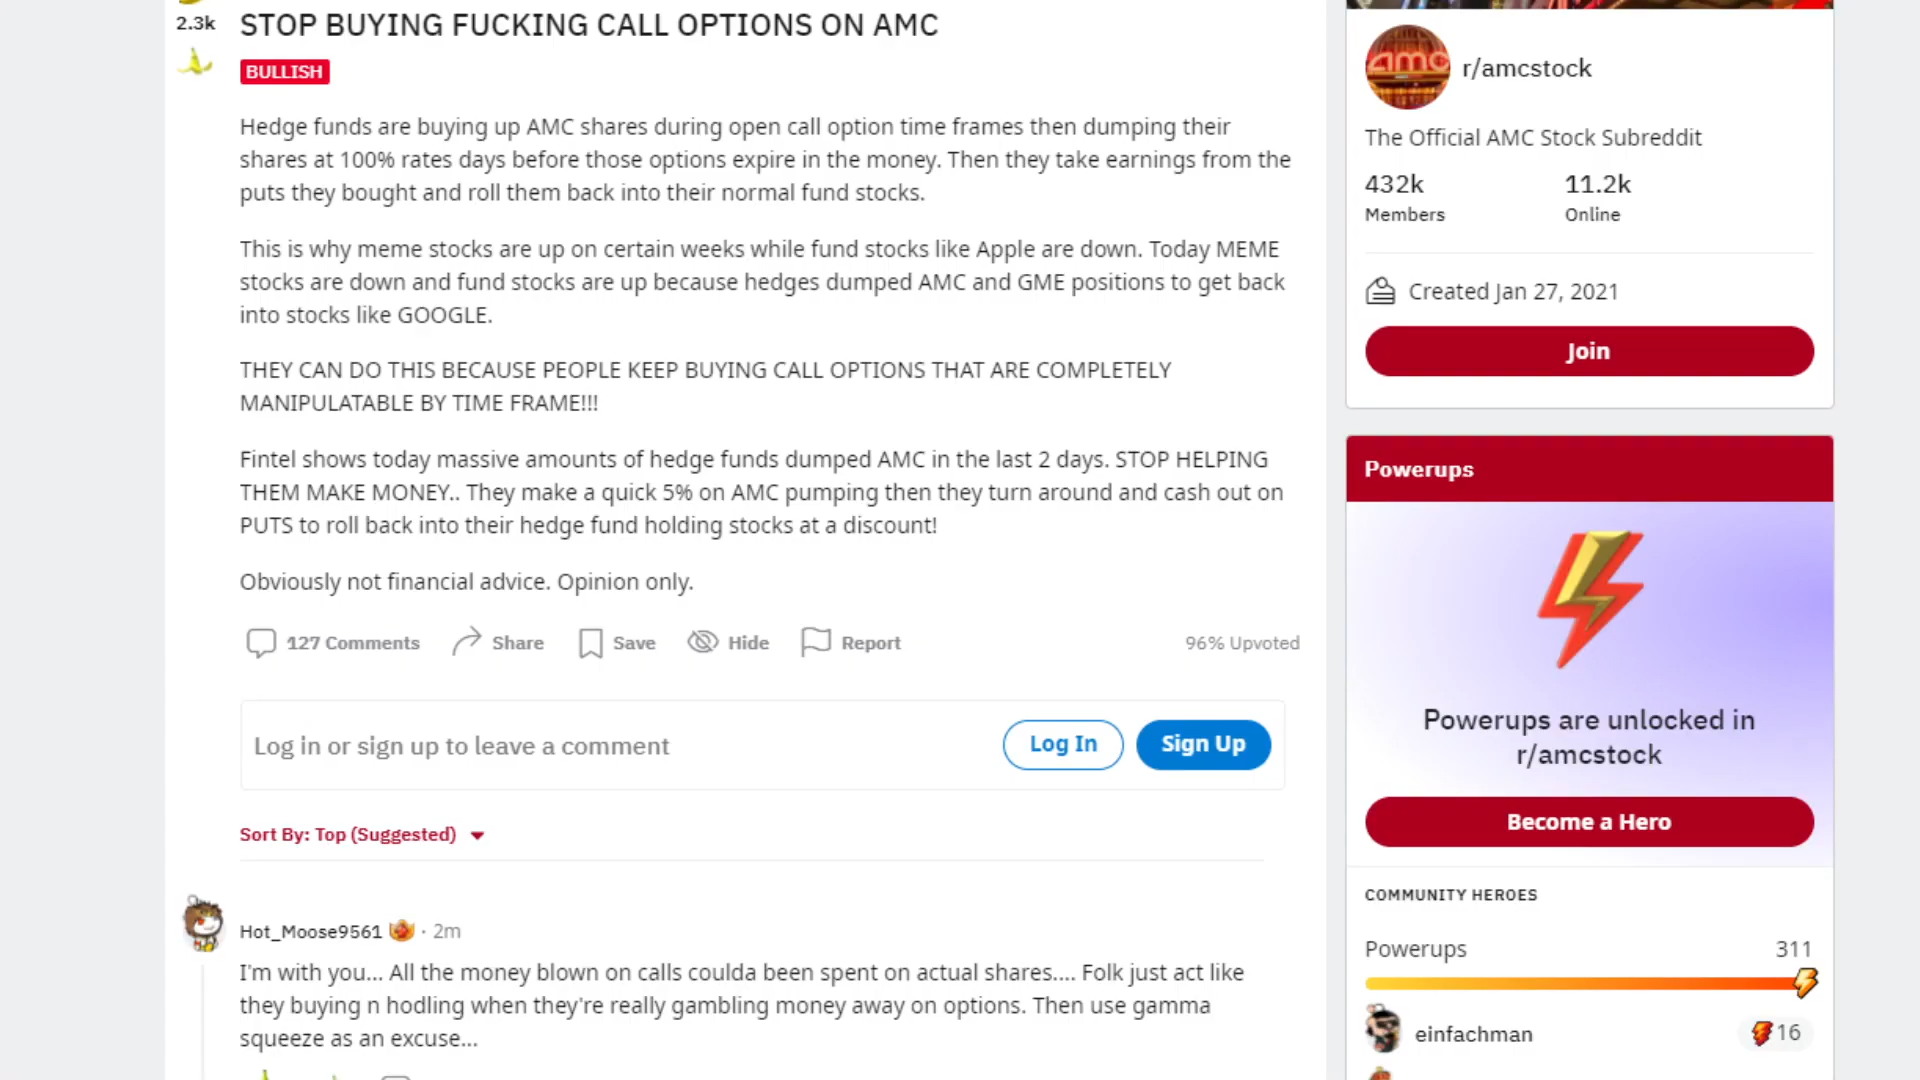 2.3k
STOP BUYING FUCKING CALL OPTIONS ON AMC
BULLISH
Hedge funds are buying up AMC shares during open call option time frames then dumping their
shares at 100% rates days before those options expire in the money. Then they take earnings from the
puts they bought and roll them back into their normal fund stocks.
This is why meme stocks are up on certain weeks while fund stocks like Apple are down. Today MEME
stocks are down and fund stocks are up because hedges dumped AMC and GME positions to get back
into stocks like GOOGLE.
THEY CAN DO THIS BECAUSE PEOPLE KEEP BUYING CALL OPTIONS THAT ARE COMPLETELY
MANIPULATABLE BY TIME FRAME!!!
Fintel shows today massive amounts of hedge funds dumped AMC in the last 2 days. STOP HELPING
THEM MAKE MONEY.. They make a quick 5% on AMC pumping then they turn around and cash out on
PUTS to roll back into their hedge fund holding stocks at a discount!
Obviously not financial advice. Opinion only.
127 Comments Share Save Hide Report 96% Upvoted
Log in or sign up to leave a comment Log In Sign Up
Sort By: Top (Suggested)
Hot_Moose9561 · 2m
I'm with you... All the money blown on calls coulda been spent on actual shares.... Folk just act like
they buying n hodling when they're really gambling money away on options. Then use gamma
squeeze as an excuse...
amc
r/amcstock
The Official AMC Stock Subreddit
432k 11.2k
Members Online
Created Jan 27, 2021
Join
Powerups
Powerups are unlocked in
r/amcstock
Become a Hero
COMMUNITY HEROES
Powerups 311
einfachman 16